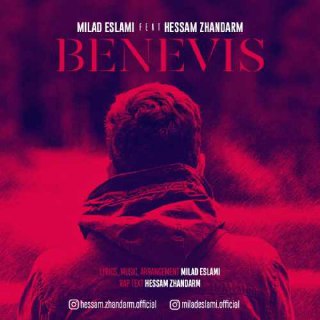 MILAD ESLAMI FEAT HESSAM ZHANDARM
BENEVIS
LYRICS, MUSIC, ARRANGEMENT MILAD ESLAMI
RAP TEXT HESSAM ZHANDARM
hessam.zhandarm.official miladeslami.official